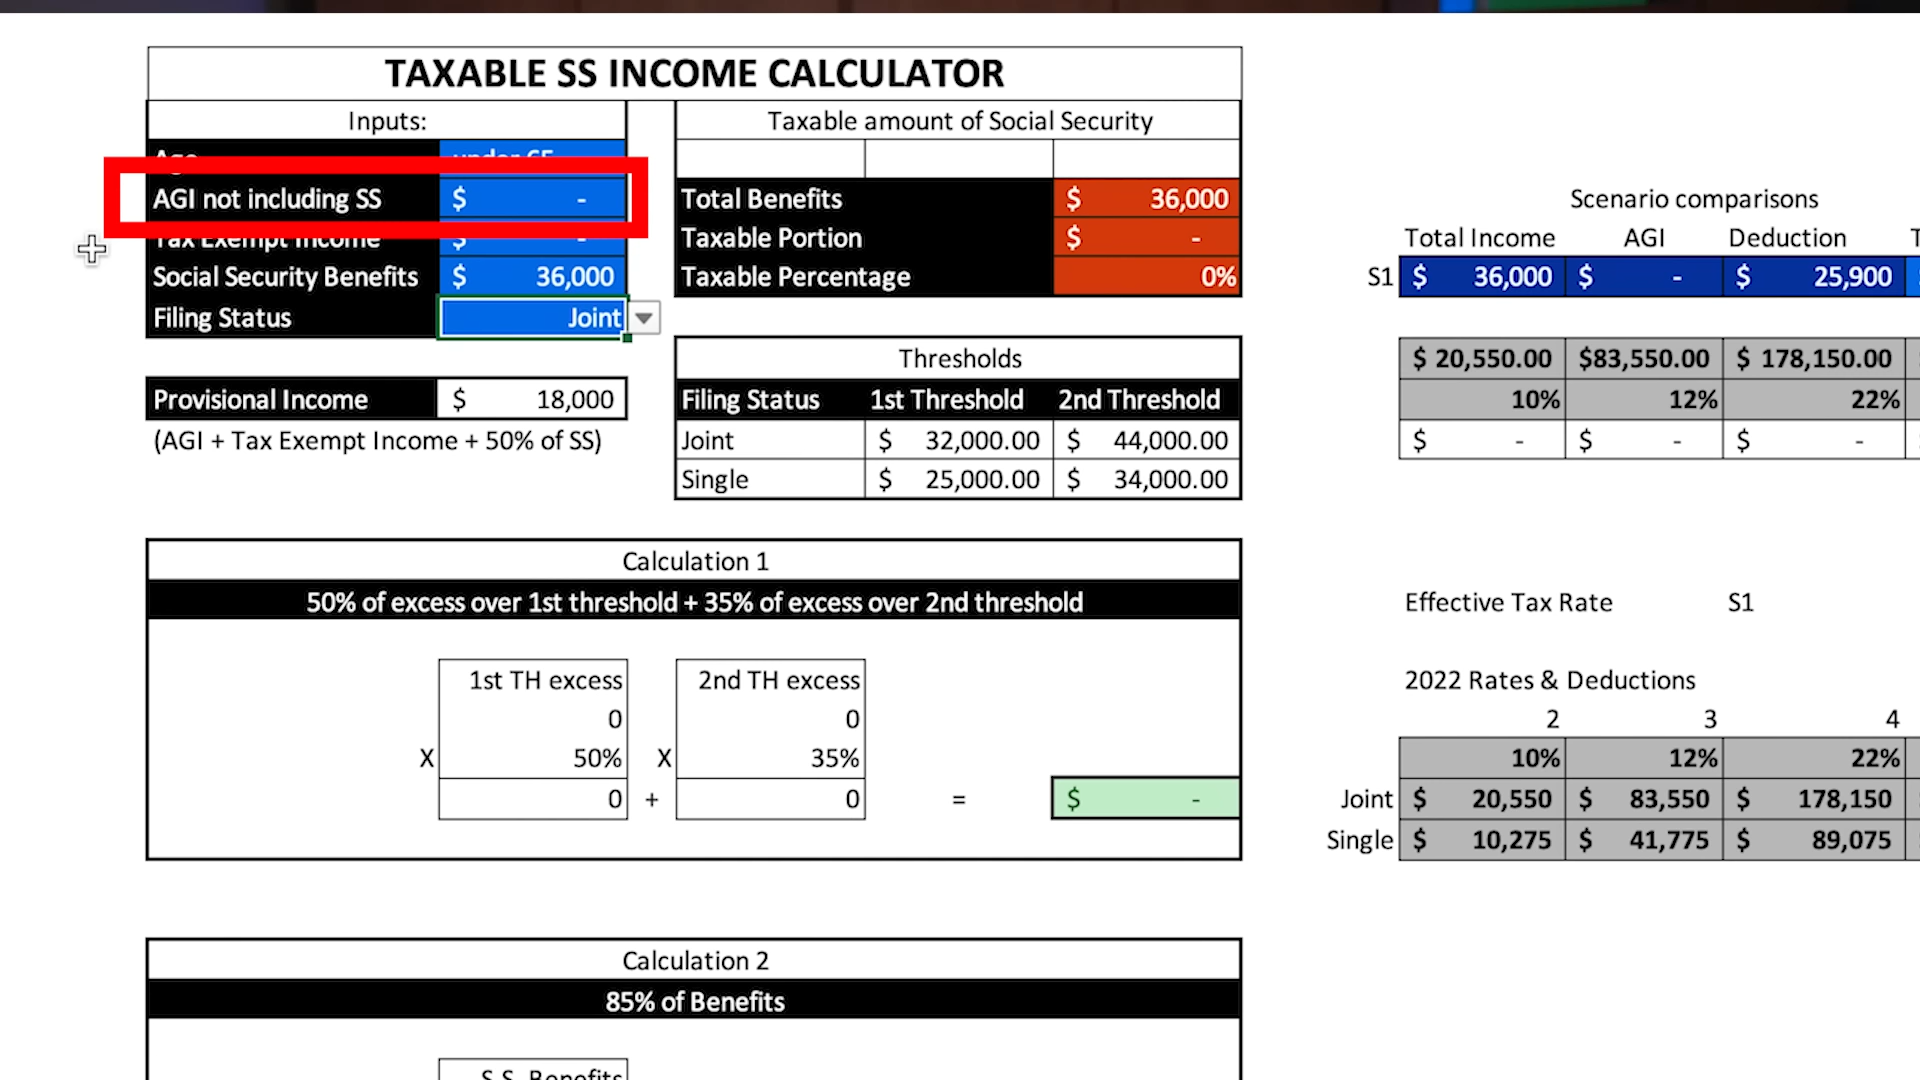 TAXABLE SS INCOME CALCULATOR
Inputs:
Age under 65
AGI not including SS $ -
Tax Exempt Income $ -
Social Security Benefits $ 36,000
Filing Status Joint
Provisional Income $ 18,000
(AGI + Tax Exempt Income + 50% of SS)
Taxable amount of Social Security
Total Benefits $ 36,000
Taxable Portion $ -
Taxable Percentage 0%
Thresholds
Filing Status 1st Threshold 2nd Threshold
Joint $ 32,000.00 $ 44,000.00
Single $ 25,000.00 $ 34,000.00
Calculation 1
50% of excess over 1st threshold + 35% of excess over 2nd threshold
1st TH excess 2nd TH excess
0 0
X 50% X 35%
0 + 0 = $ -
Calculation 2
85% of Benefits
S.S. Benefits
Scenario comparisons
Total Income AGI Deduction T
S1 $ 36,000 $ - $ 25,900
$ 20,550.00 $83,550.00 $ 178,150.00
10% 12% 22%
$ - $ - $ -
Effective Tax Rate S1
2022 Rates & Deductions
2 3 4
10% 12% 22%
Joint $ 20,550 $ 83,550 $ 178,150
Single $ 10,275 $ 41,775 $ 89,075